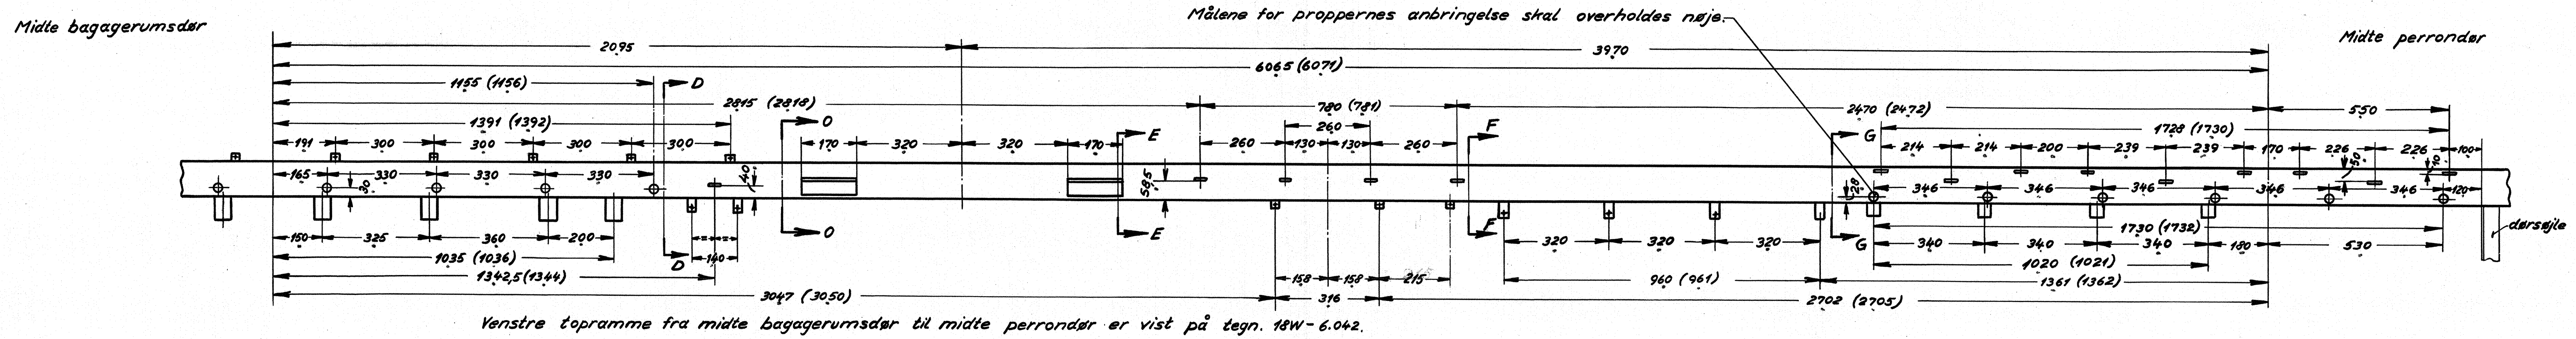 Målene for proppernes anbringelse skal overholdes nøje.
Midte bagagerumsdør
Midte perrondør
2095 3970
6065 (6071)
1155 (1156) D
2815 (2818) 780 (781) 2470 (2472) 550
1391 (1392) O 260 F G 1728 (1730)
191 300 300 300 300 170 320 320 170 E 260 130 130 260 214 214 200 239 239 170 226 226 100
165 330 330 330 30 40 58,5 28 50 10
346 346 346 346 346 346 120
150 325 360 200 = = O E F 1730 (1732) dørsøjle
320 320 320 G 340 340 340 180 530
1035 (1036) 140 D 1020 (1021)
1342,5 (1344) 158 158 215 960 (961) 1361 (1362)
3047 (3050) 316 2702 (2705)
Venstre topramme fra midte bagagerumsdør til midte perrondør er vist på tegn. 18W-6.042.